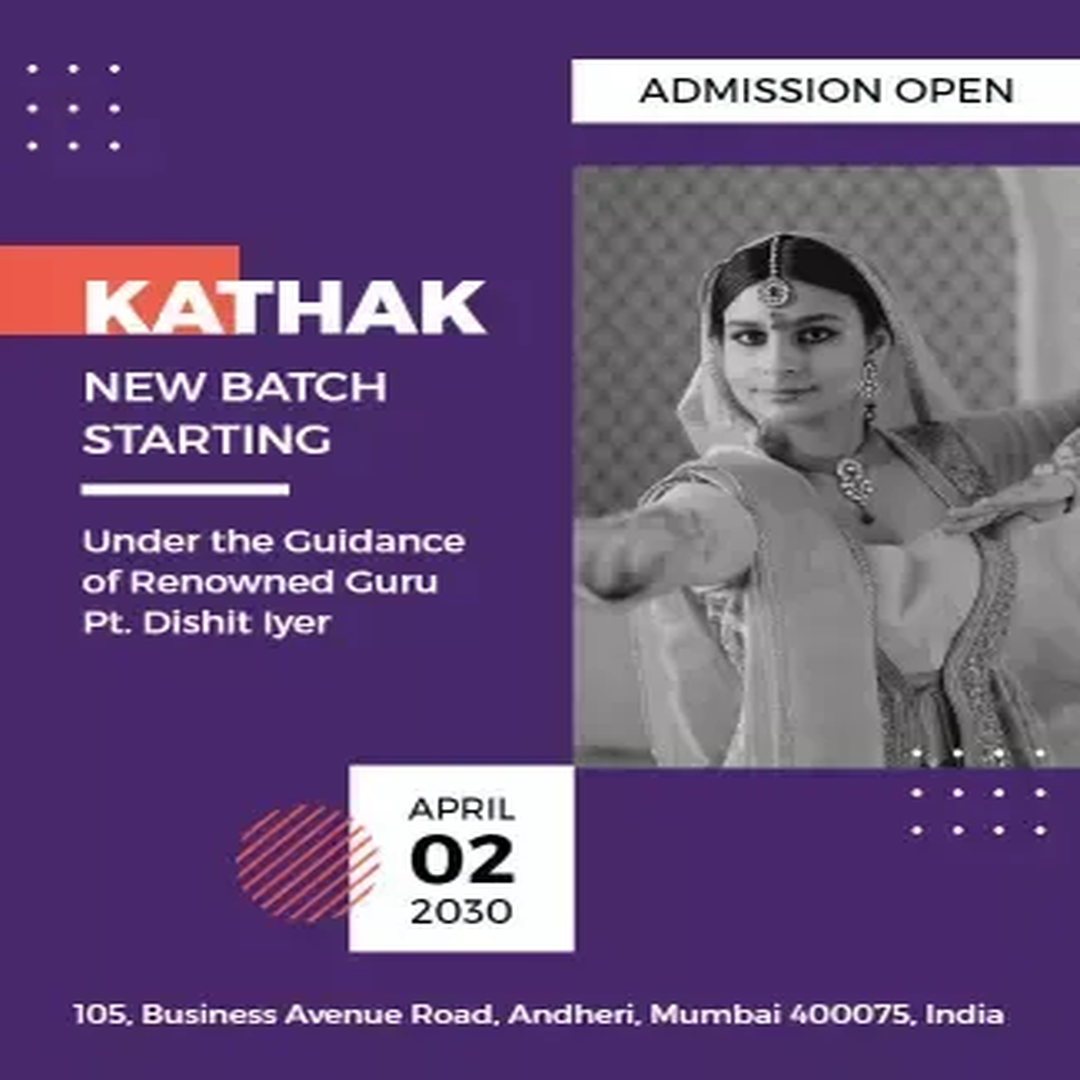 ADMISSION OPEN
KATHAK
NEW BATCH
STARTING
Under the Guidance
of Renowned Guru
Pt. Dishit Iyer
APRIL
02
2030
105, Business Avenue Road, Andheri, Mumbai 400075, India